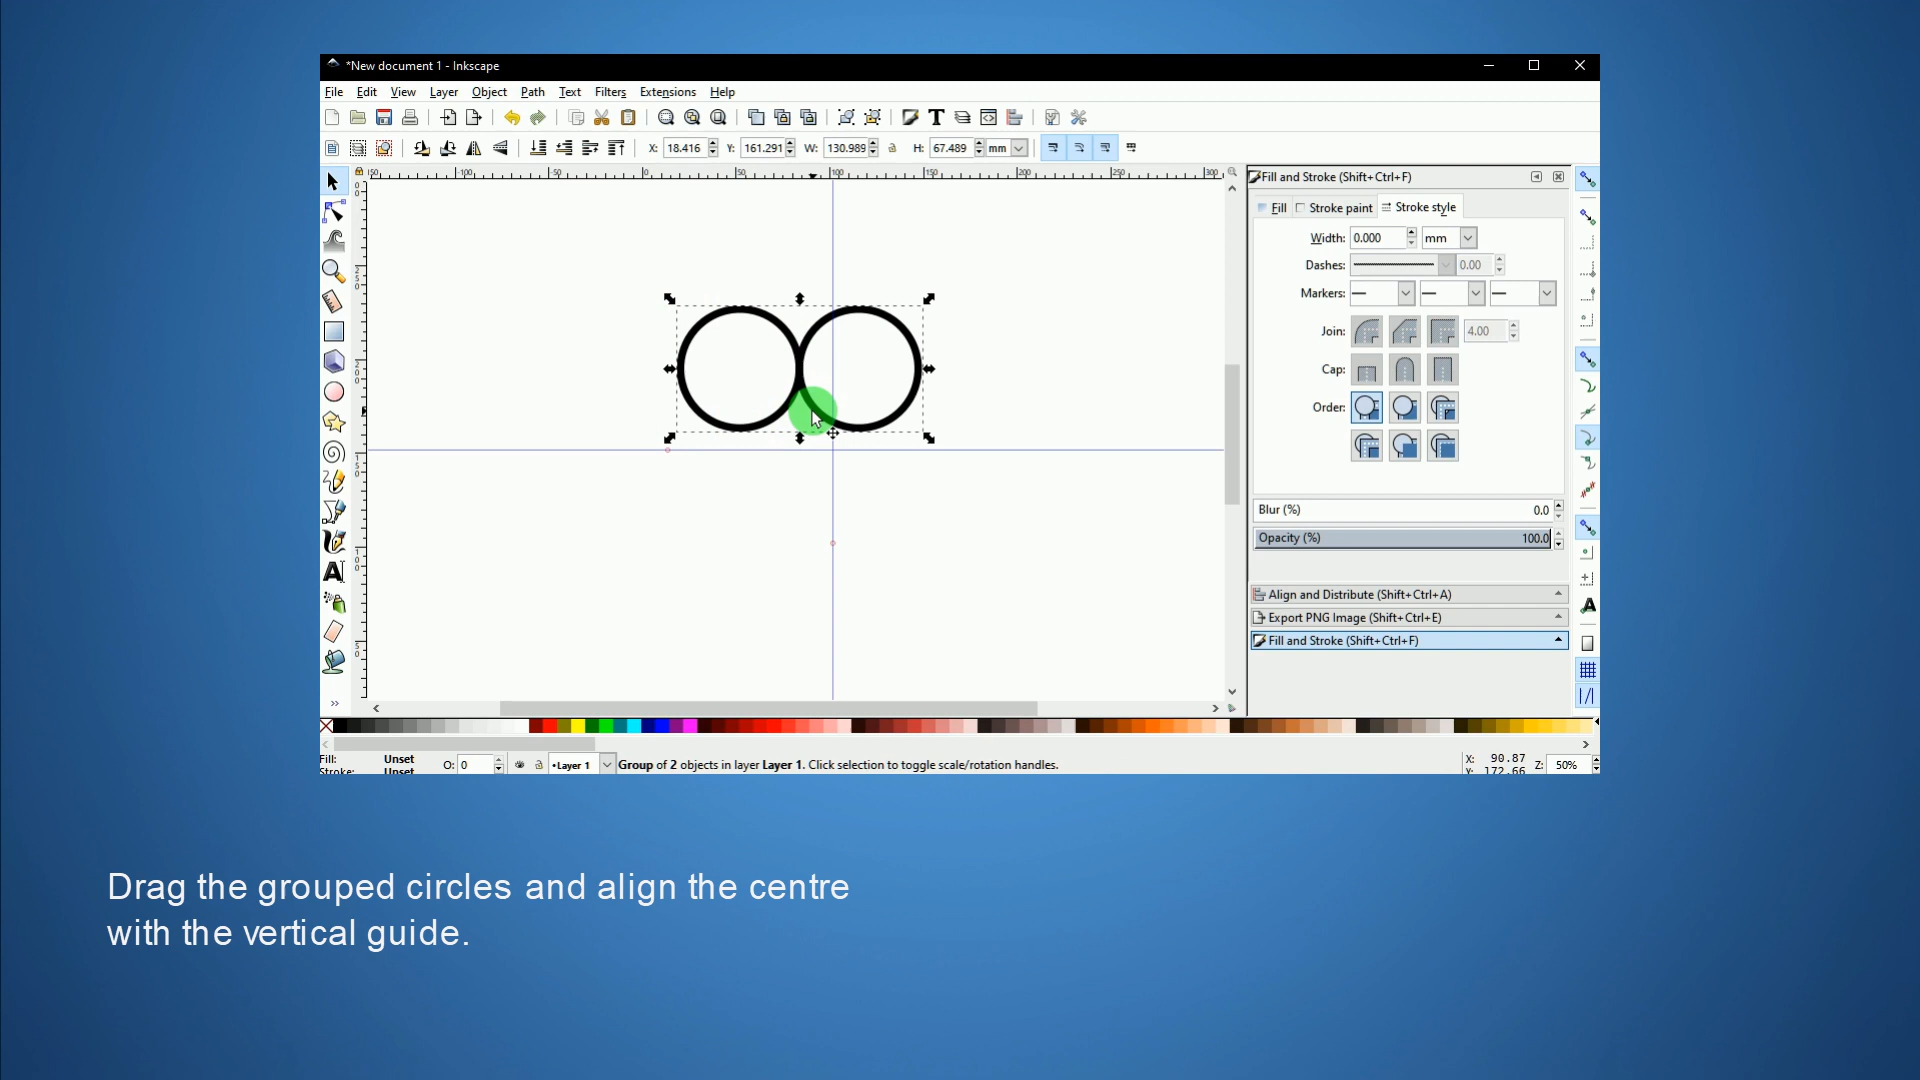 *New document 1 - Inkscape
File Edit View Layer Object Path Text Filters Extensions Help
X: 18.416 Y: 161.291 W: 130.989 H: 67.489 mm
Fill and Stroke (Shift+Ctrl+F)
Fill Stroke paint Stroke style
Width: 0.000 mm
Dashes: 0.00
Markers:
Join: 4.00
Cap:
Order:
Blur (%) 0.0
Opacity (%) 100.0
Align and Distribute (Shift+Ctrl+A)
Export PNG Image (Shift+Ctrl+E)
Fill and Stroke (Shift+Ctrl+F)
Fill: Unset
Stroke: Unset
O: 0
•Layer 1
Group of 2 objects in layer Layer 1. Click selection to toggle scale/rotation handles.
X: 90.87
Y: 172.66
Z: 50%
Drag the grouped circles and align the centre
with the vertical guide.